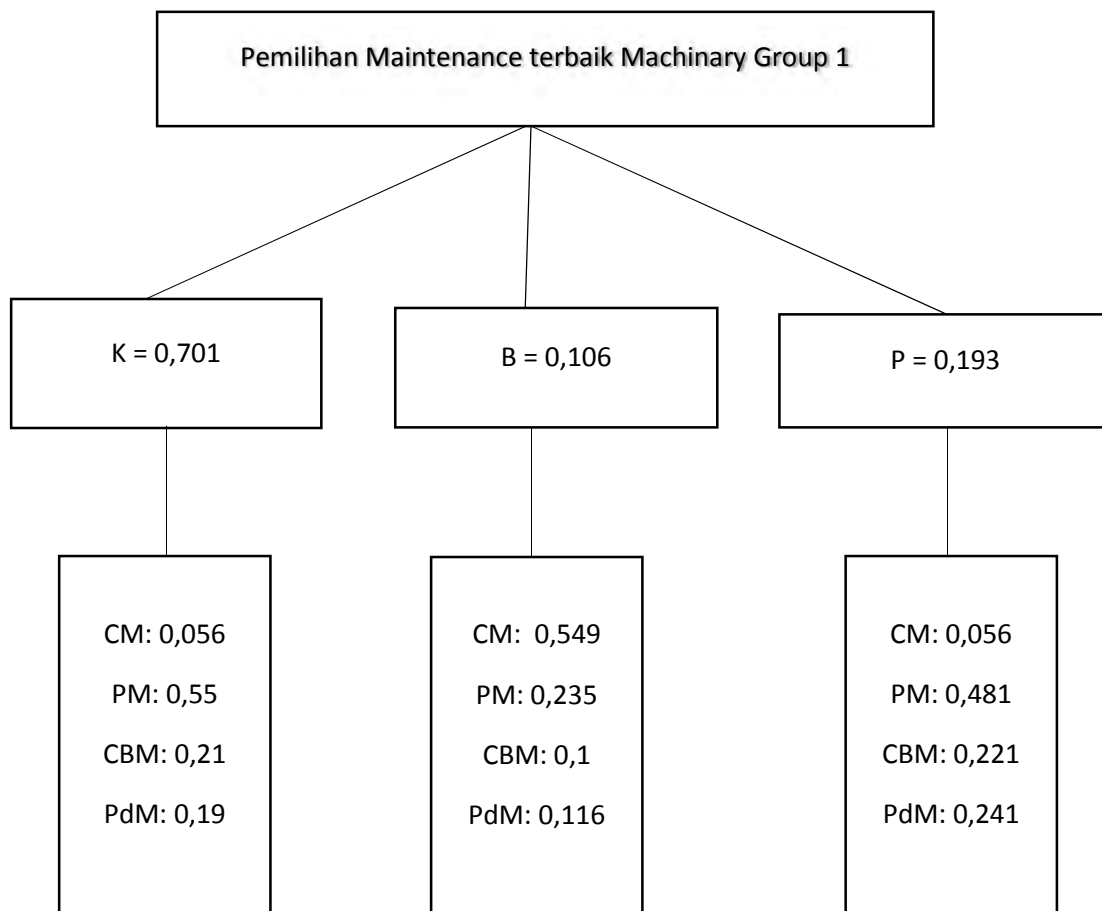 Pemilihan Maintenance terbaik Machinary Group 1
K = 0,701
B = 0,106
P = 0,193
CM: 0,056
PM: 0,55
CBM: 0,21
PdM: 0,19
CM:  0,549
PM: 0,235
CBM: 0,1
PdM: 0,116
CM: 0,056
PM: 0,481
CBM: 0,221
PdM: 0,241